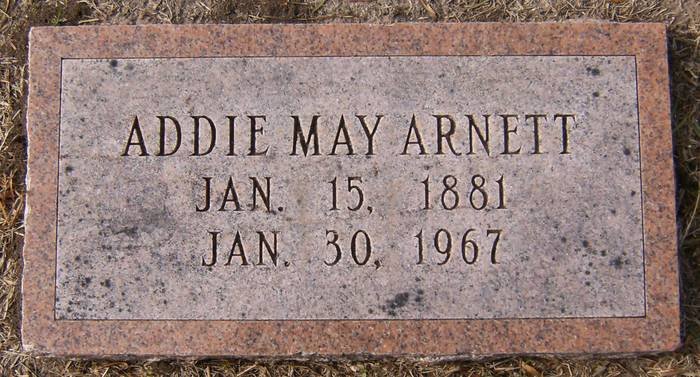 ADDIE MAY ARNETT
JAN. 15, 1881
JAN. 30, 1967